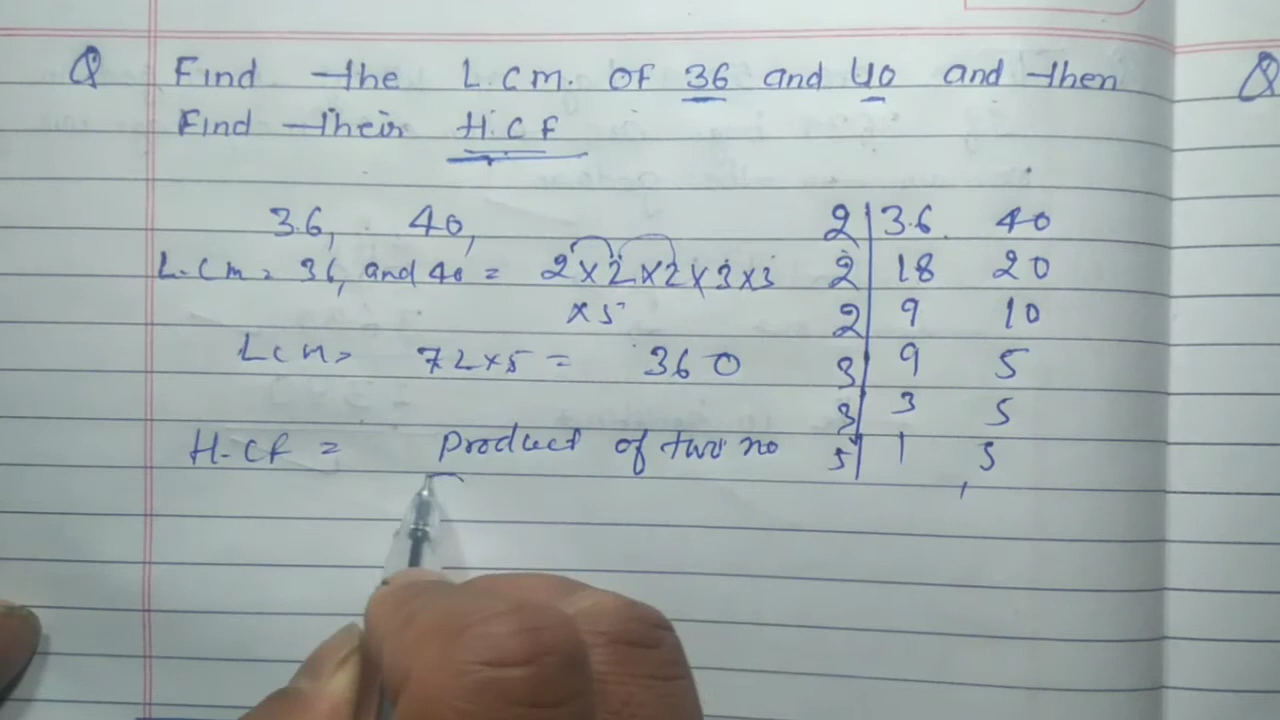 Q Find the L.C.M. OF 36 and 40 and then Q
Find their H.C.F
36, 40,
L.C.M = 36, and 40 = 2×2×2×3×3
×5
LCM = 72×5 = 360
H.CF = product of two no
2 | 36 40
2 | 18 20
2 | 9 10
3 | 9 5
3 | 3 5
5 | 1 5